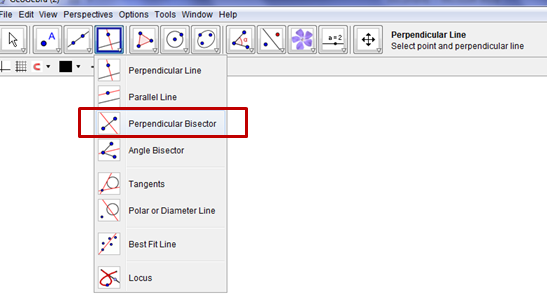 File Edit View Perspectives Options Tools Window Help
A
a = 2
Perpendicular Line
Select point and perpendicular line
Perpendicular Line
Parallel Line
Perpendicular Bisector
Angle Bisector
Tangents
Polar or Diameter Line
Best Fit Line
Locus